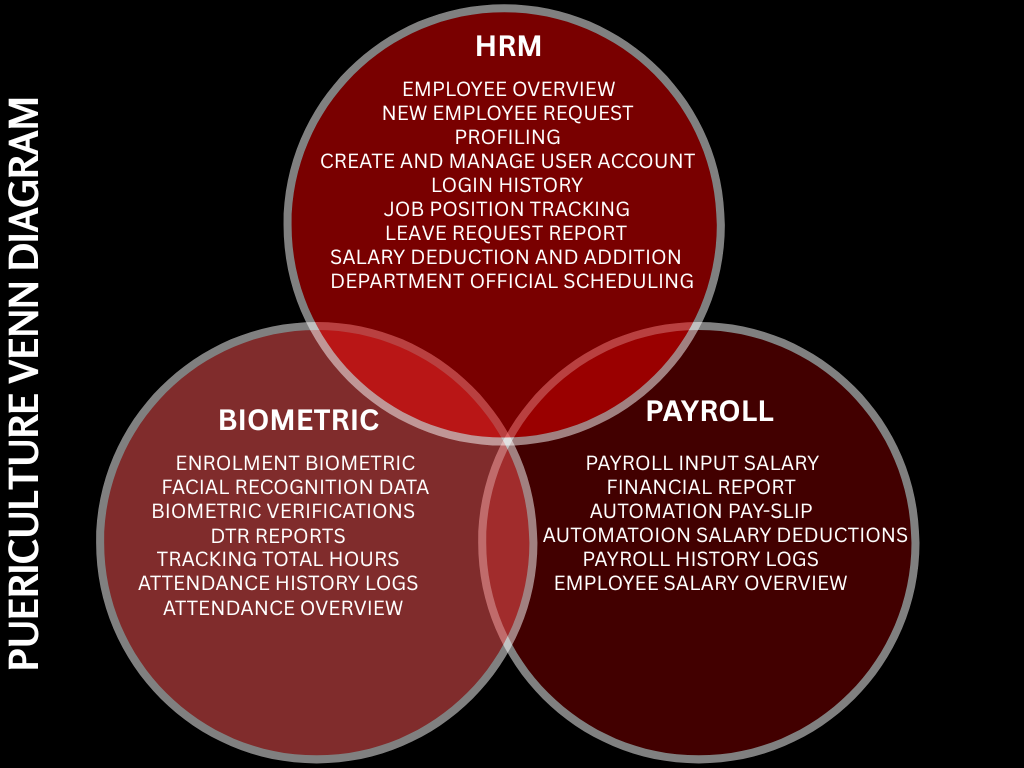 PUERICULTURE VENN DIAGRAM
HRM
EMPLOYEE OVERVIEW
NEW EMPLOYEE REQUEST
PROFILING
CREATE AND MANAGE USER ACCOUNT
LOGIN HISTORY
JOB POSITION TRACKING
LEAVE REQUEST REPORT
SALARY DEDUCTION AND ADDITION
DEPARTMENT OFFICIAL SCHEDULING
BIOMETRIC
ENROLMENT BIOMETRIC
FACIAL RECOGNITION DATA
BIOMETRIC VERIFICATIONS
DTR REPORTS
TRACKING TOTAL HOURS
ATTENDANCE HISTORY LOGS
ATTENDANCE OVERVIEW
PAYROLL
PAYROLL INPUT SALARY
FINANCIAL REPORT
AUTOMATION PAY-SLIP
AUTOMATOION SALARY DEDUCTIONS
PAYROLL HISTORY LOGS
EMPLOYEE SALARY OVERVIEW